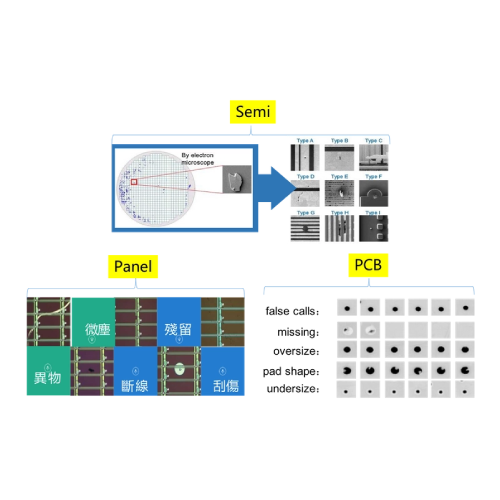 Semi
By electron
microscope
Type A Type B Type C
Type D Type E Type F
Type G Type H Type I
Panel
微塵 殘留
異物 斷線 刮傷
PCB
false calls:
missing:
oversize:
pad shape:
undersize: